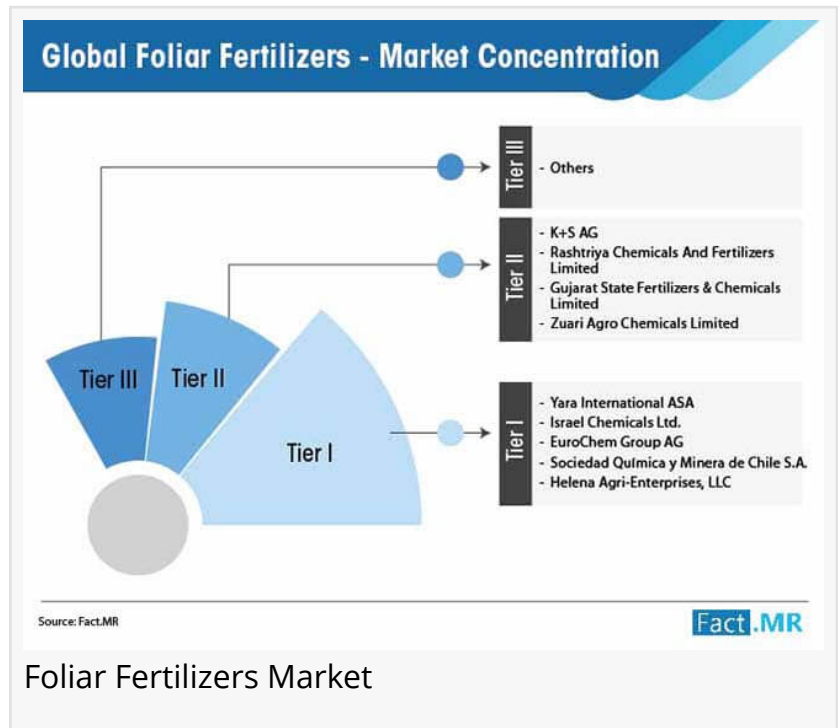 Global Foliar Fertilizers - Market Concentration
Tier III
- Others
Tier II
- K+S AG
- Rashtriya Chemicals And Fertilizers
Limited
- Gujarat State Fertilizers & Chemicals
Limited
- Zuari Agro Chemicals Limited
Tier I
- Yara International ASA
- Israel Chemicals Ltd.
- EuroChem Group AG
- Sociedad Química y Minera de Chile S.A.
- Helena Agri-Enterprises, LLC
Tier III
Tier II
Tier I
Source: Fact.MR
Fact.MR
Foliar Fertilizers Market